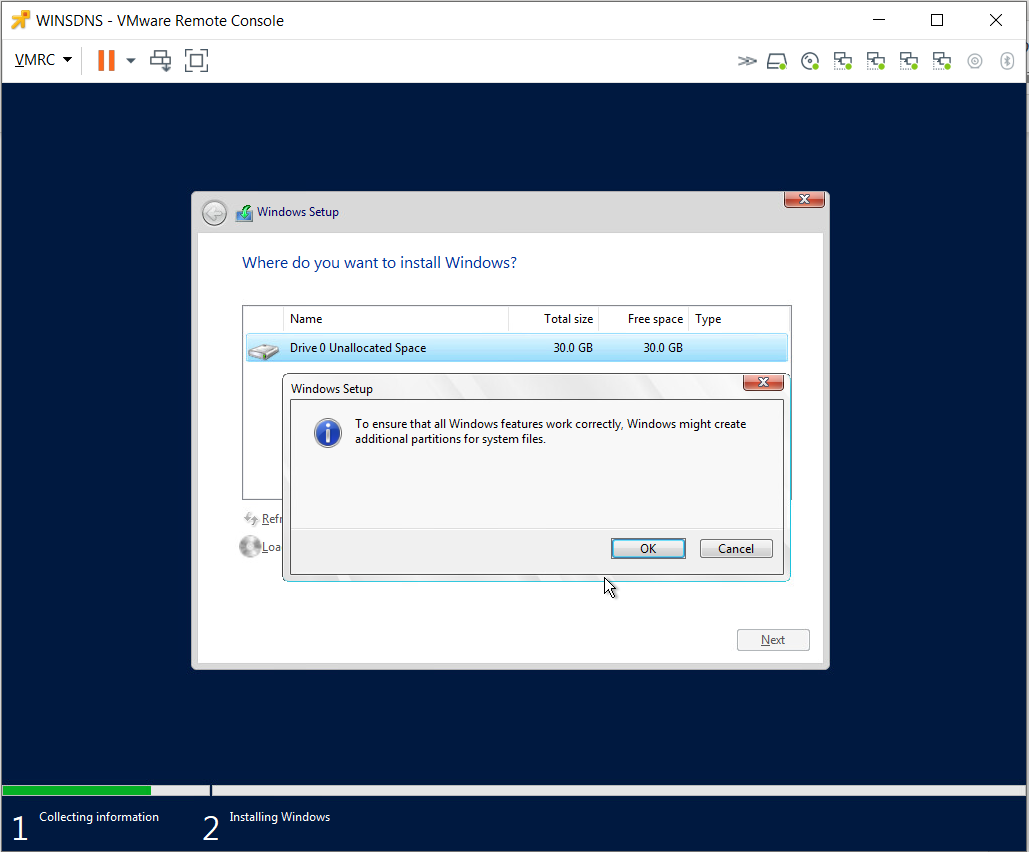 WINSDNS - VMware Remote Console
VMRC
Windows Setup
Where do you want to install Windows?
Name Total size Free space Type
Drive 0 Unallocated Space 30.0 GB 30.0 GB
Windows Setup
To ensure that all Windows features work correctly, Windows might create
additional partitions for system files.
Refr
OK Cancel
Loa
Next
1 Collecting information 2 Installing Windows